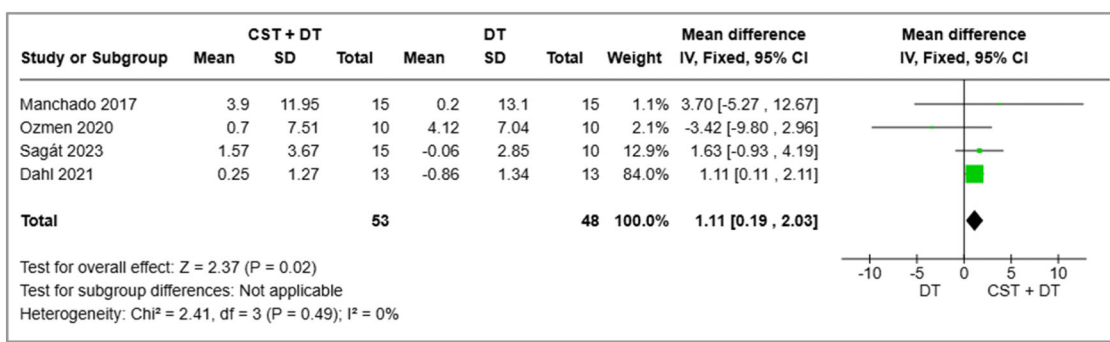 CST + DT DT Mean difference Mean difference
Study or Subgroup Mean SD Total Mean SD Total Weight IV, Fixed, 95% CI IV, Fixed, 95% CI
Manchado 2017 3.9 11.95 15 0.2 13.1 15 1.1% 3.70 [-5.27 , 12.67]
Ozmen 2020 0.7 7.51 10 4.12 7.04 10 2.1% -3.42 [-9.80 , 2.96]
Sagát 2023 1.57 3.67 15 -0.06 2.85 10 12.9% 1.63 [-0.93 , 4.19]
Dahl 2021 0.25 1.27 13 -0.86 1.34 13 84.0% 1.11 [0.11 , 2.11]
Total 53 48 100.0% 1.11 [0.19 , 2.03]
Test for overall effect: Z = 2.37 (P = 0.02)
Test for subgroup differences: Not applicable
Heterogeneity: Chi² = 2.41, df = 3 (P = 0.49); I² = 0%
-10 -5 0 5 10
DT CST + DT